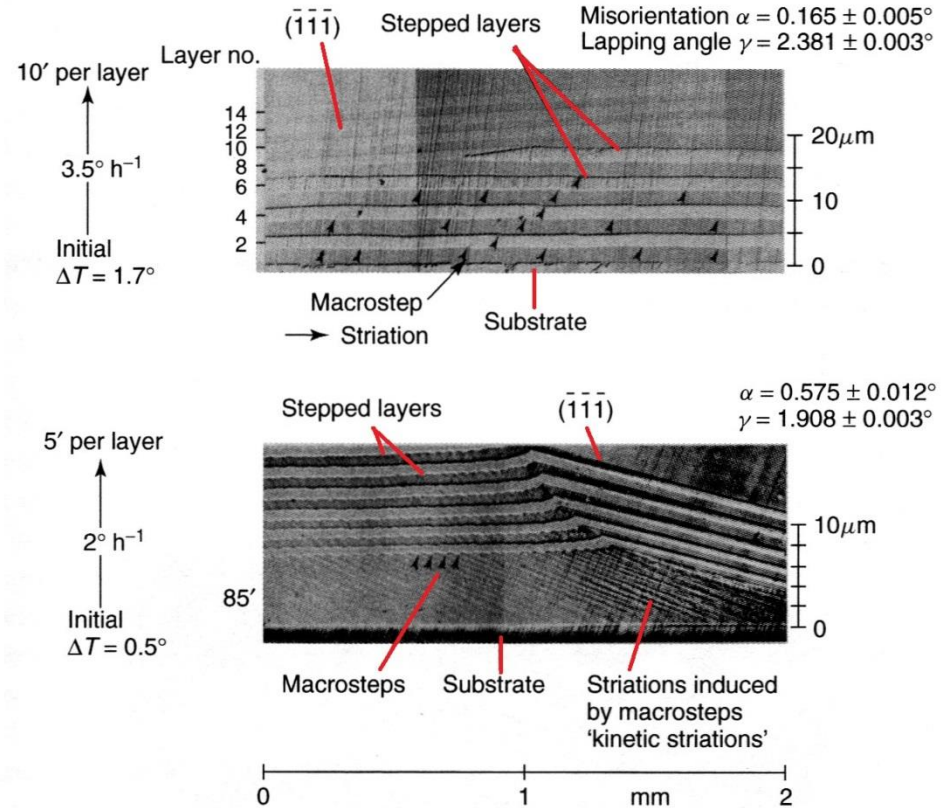 (1̅1̅1̅)
Stepped layers
Misorientation α = 0.165 ± 0.005°
Lapping angle γ = 2.381 ± 0.003°
10′ per layer
Layer no.
3.5° h⁻¹
Initial
ΔT = 1.7°
14
12
10
8
6
4
2
20μm
10
0
Macrostep
Striation
Substrate
α = 0.575 ± 0.012°
γ = 1.908 ± 0.003°
Stepped layers
(1̅1̅1̅)
5′ per layer
2° h⁻¹
Initial
ΔT = 0.5°
85′
10μm
0
Macrosteps
Substrate
Striations induced
by macrosteps
‘kinetic striations’
0 1 mm 2